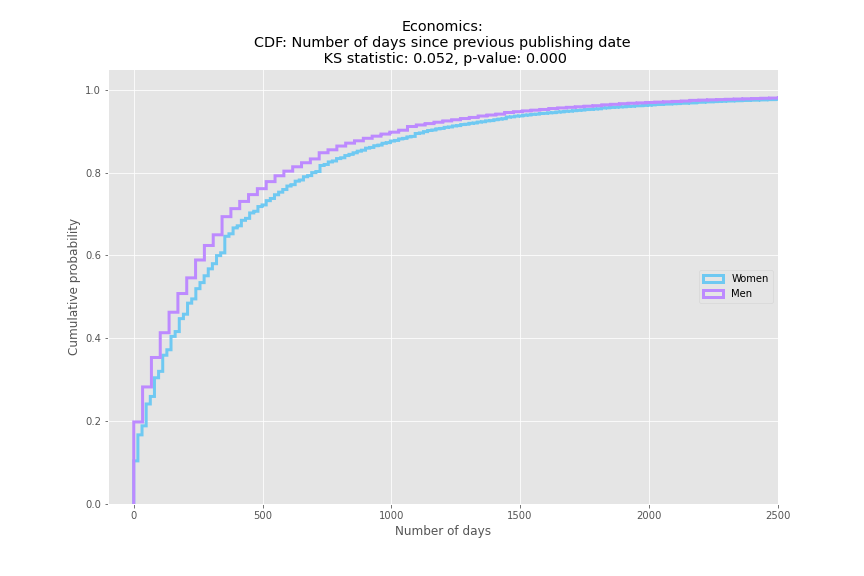 Economics:
CDF: Number of days since previous publishing date
KS statistic: 0.052, p-value: 0.000
1.0
0.8
0.6
0.4
0.2
0.0
Cumulative probability
Women
Men
0 500 1000 1500 2000 2500
Number of days